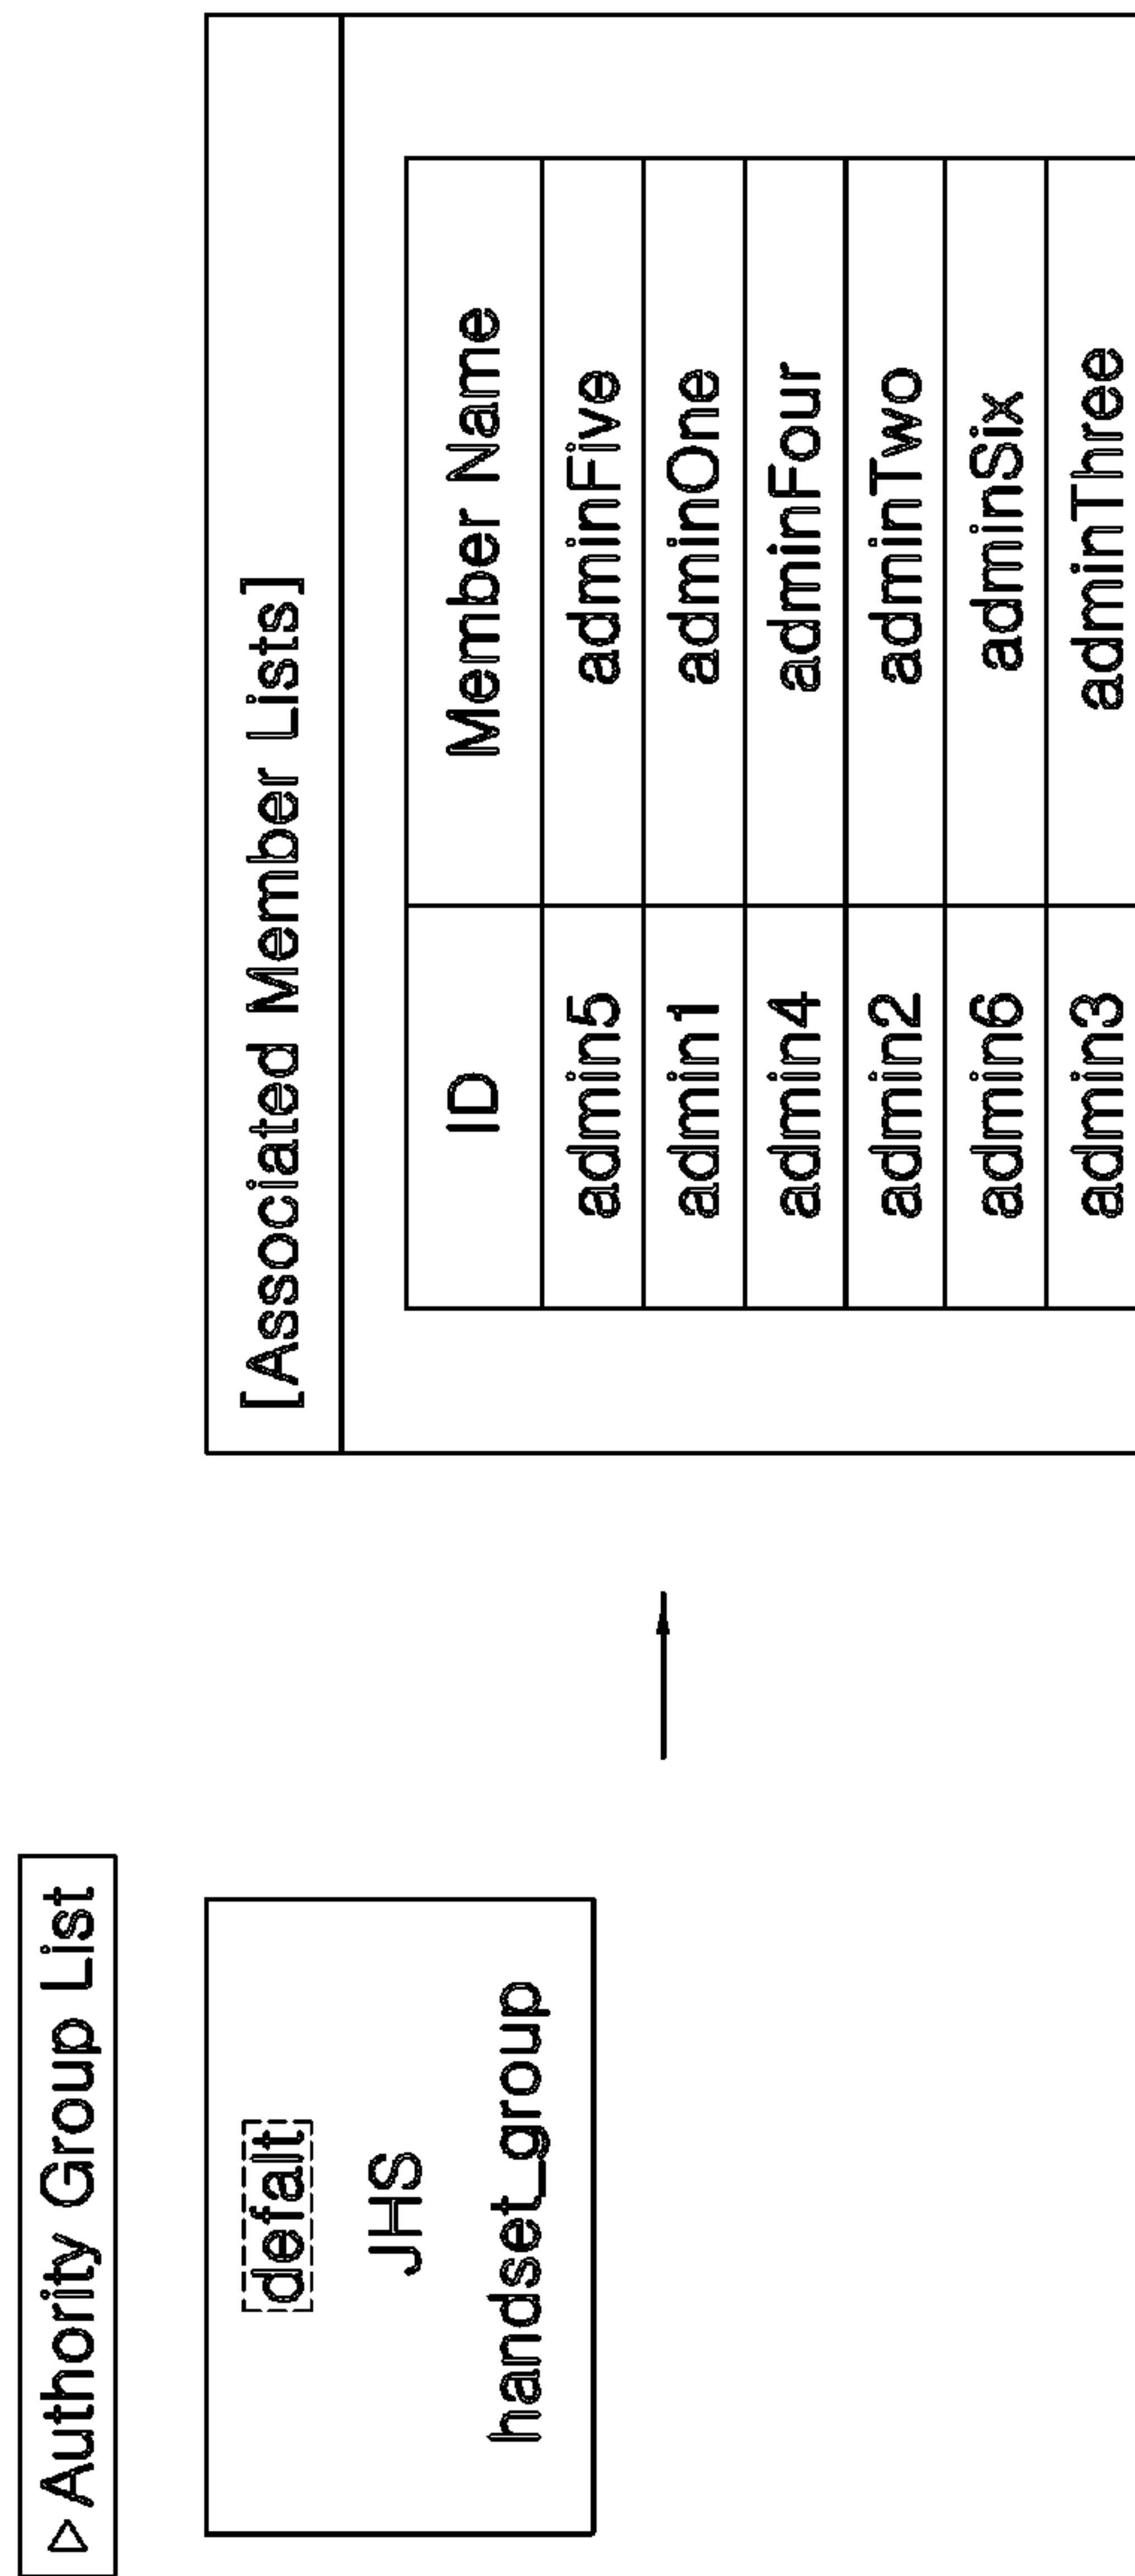 ▷Authority Group List
defalt
JHS
handset_group
[Associated Member Lists]
ID Member Name
admin5 adminFive
admin1 adminOne
admin4 adminFour
admin2 adminTwo
admin6 adminSix
admin3 adminThree